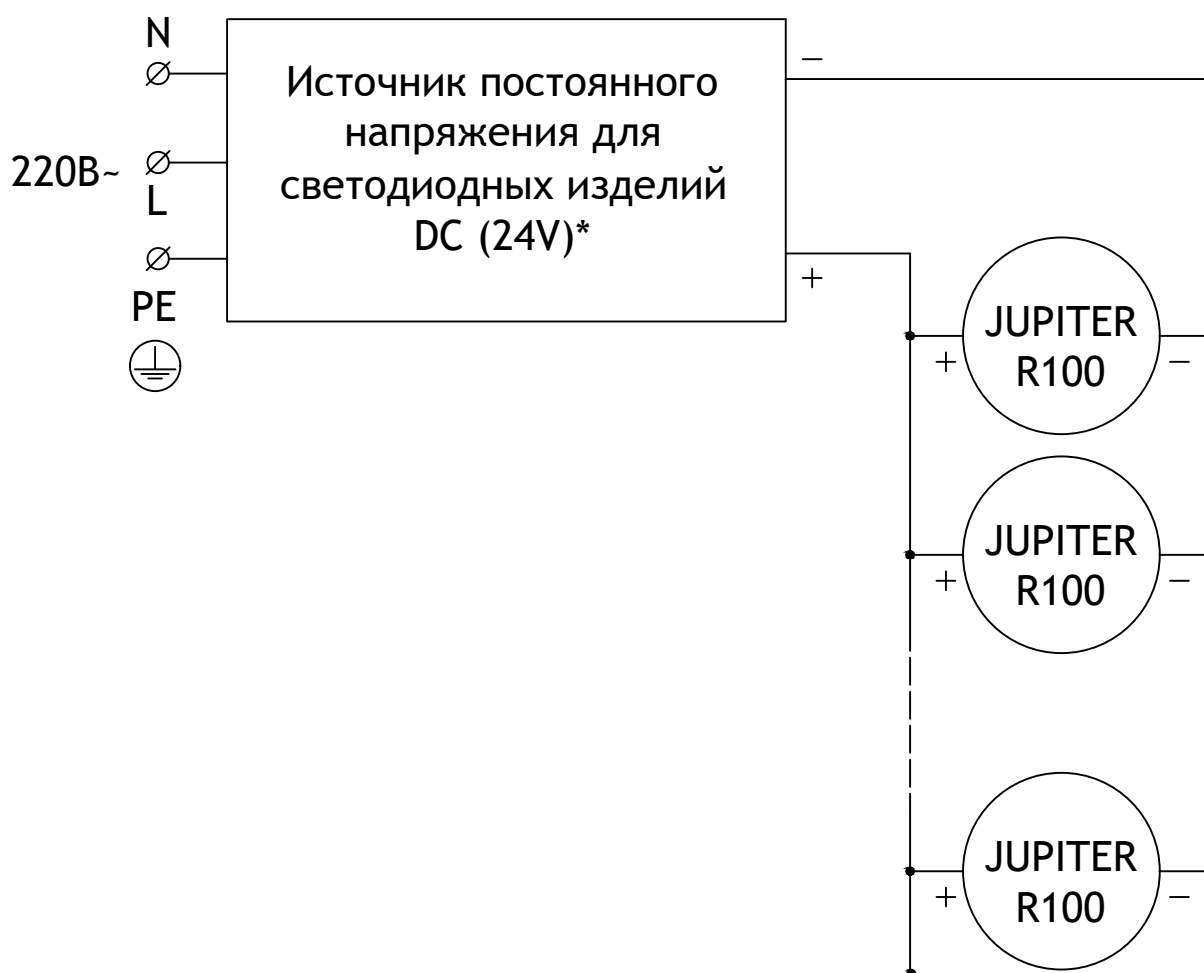 N
220В~
L
PE
Источник постоянного
напряжения для
светодиодных изделий
DC (24V)*
−
+
JUPITER
R100
+
−
JUPITER
R100
+
−
JUPITER
R100
+
−